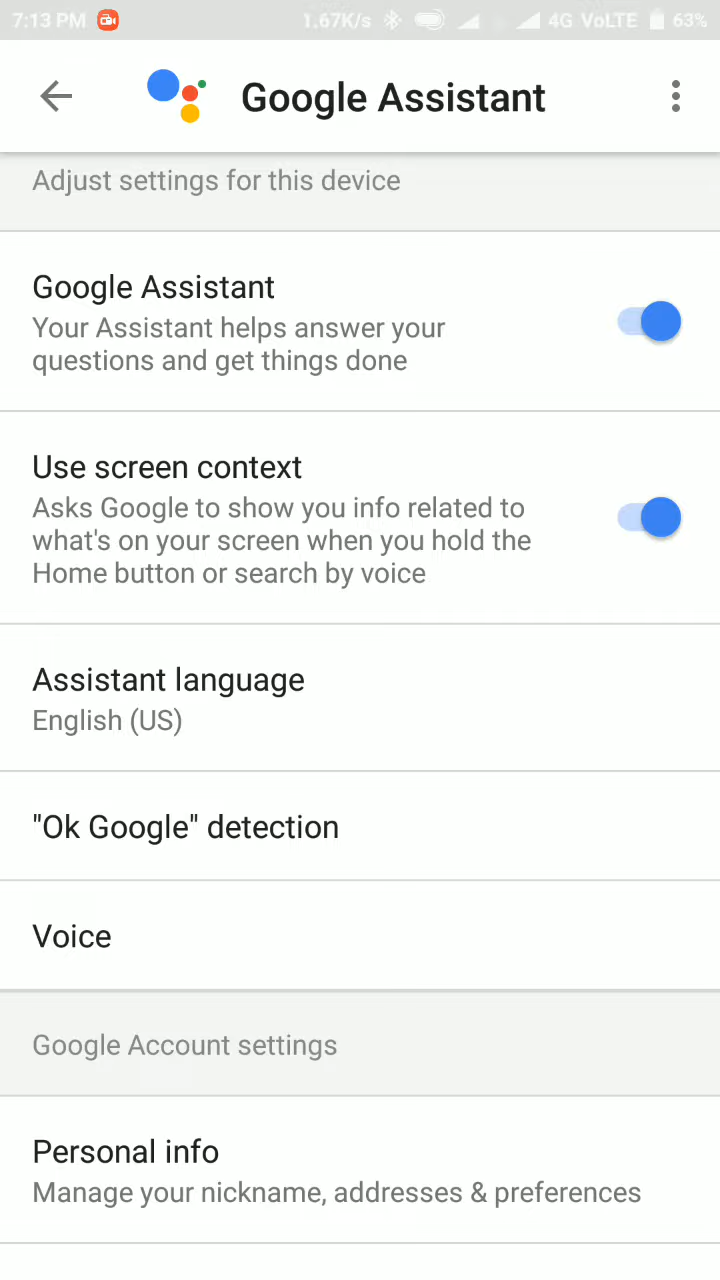 7:13 PM 1.67K/s 4G VoLTE 63%
Google Assistant
Adjust settings for this device
Google Assistant
Your Assistant helps answer your
questions and get things done
Use screen context
Asks Google to show you info related to
what's on your screen when you hold the
Home button or search by voice
Assistant language
English (US)
"Ok Google" detection
Voice
Google Account settings
Personal info
Manage your nickname, addresses & preferences